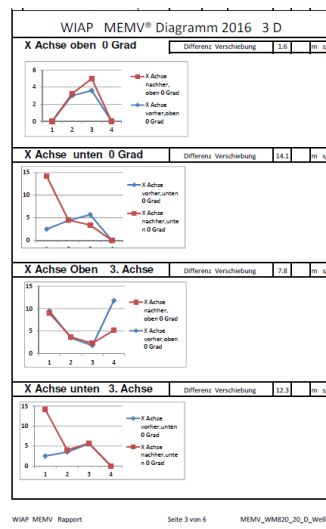 WIAP MEMV® Diagramm 2016 3 D
X Achse oben 0 Grad Differenz Verschiebung 1.6 m s
6
4
2
0
1 2 3 4
X Achse
nachher,
oben 0 Grad
X Achse
vorher,oben
0 Grad
X Achse unten 0 Grad Differenz Verschiebung 14.1 m s
15
10
5
0
X Achse
vorher,unten
0 Grad
X Achse
nachher,unte
n 0 Grad
X Achse Oben 3. Achse Differenz Verschiebung 7.8 m s
15
10
5
0
1 2 3 4
X Achse
nachher,
oben 0 Grad
X Achse
vorher,oben
0 Grad
X Achse unten 3. Achse Differenz Verschiebung 12.3 m s
15
10
5
0
1 2 3 4
X Achse
vorher,unten
0 Grad
X Achse
nachher,unte
n 0 Grad
WIAP MEMV Rapport Seite 3 von 6 MEMV_WM820_20_D_Well